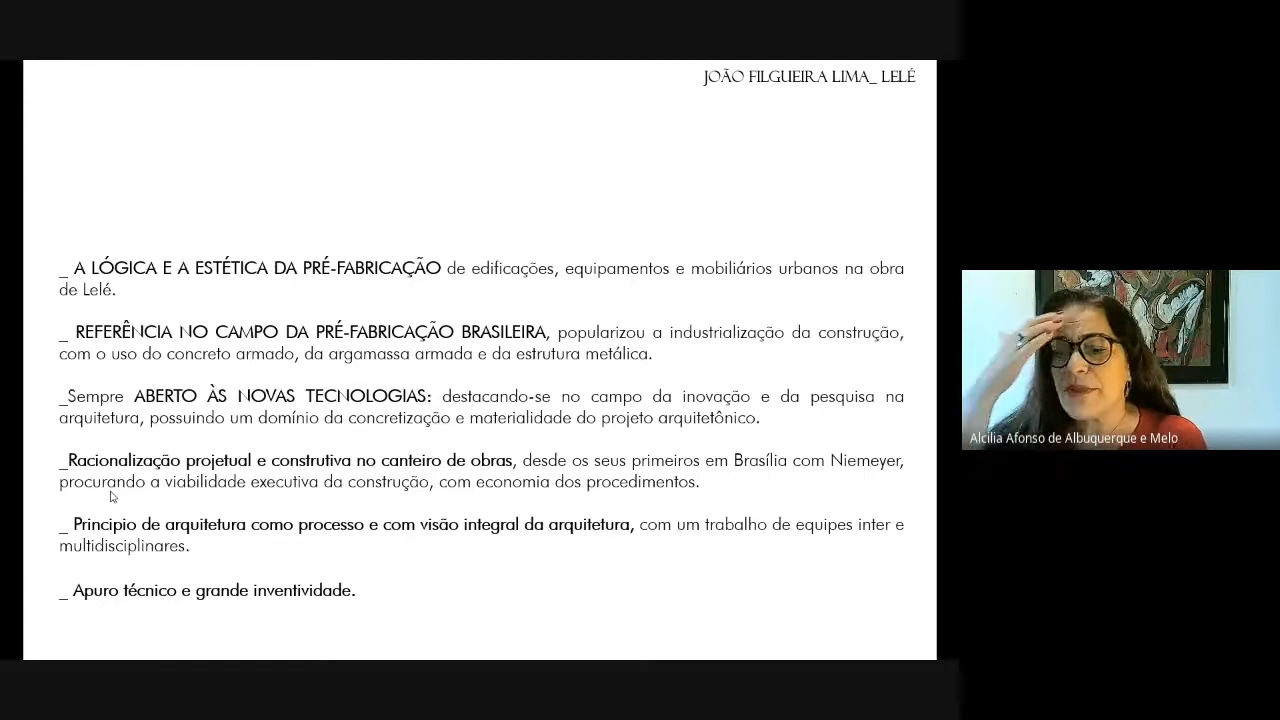 JOÃO FILGUEIRA LIMA_ LELÉ
_ A LÓGICA E A ESTÉTICA DA PRÉ-FABRICAÇÃO de edificações, equipamentos e mobiliários urbanos na obra
de Lelé.
_ REFERÊNCIA NO CAMPO DA PRÉ-FABRICAÇÃO BRASILEIRA, popularizou a industrialização da construção,
com o uso do concreto armado, da argamassa armada e da estrutura metálica.
_Sempre ABERTO ÀS NOVAS TECNOLOGIAS: destacando-se no campo da inovação e da pesquisa na
arquitetura, possuindo um domínio da concretização e materialidade do projeto arquitetônico.
_Racionalização projetual e construtiva no canteiro de obras, desde os seus primeiros em Brasília com Niemeyer,
procurando a viabilidade executiva da construção, com economia dos procedimentos.
_ Principio de arquitetura como processo e com visão integral da arquitetura, com um trabalho de equipes inter e
multidisciplinares.
_ Apuro técnico e grande inventividade.
Alcilia Afonso de Albuquerque e Melo